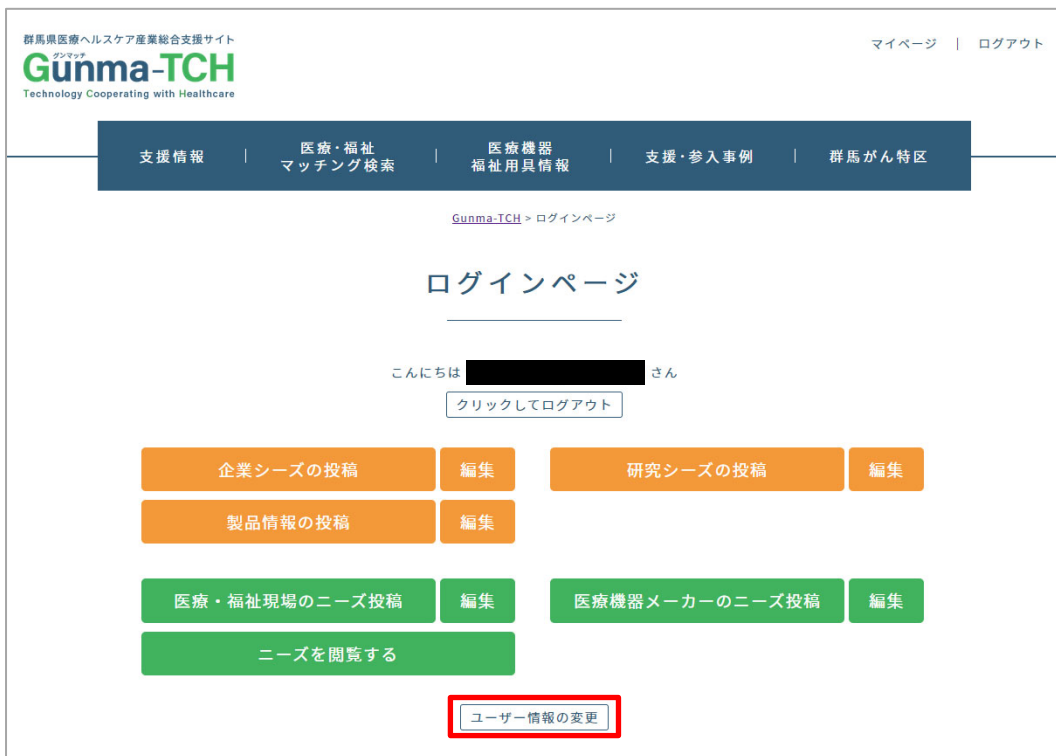 群馬県医療ヘルスケア産業総合支援サイト
グンマッチ
Gunma-TCH
Technology Cooperating with Healthcare
マイページ | ログアウト
支援情報 | 医療・福祉 マッチング検索 | 医療機器 福祉用具情報 | 支援・参入事例 | 群馬がん特区
Gunma-TCH > ログインページ
ログインページ
こんにちは さん
クリックしてログアウト
企業シーズの投稿 編集 研究シーズの投稿 編集
製品情報の投稿 編集
医療・福祉現場のニーズ投稿 編集 医療機器メーカーのニーズ投稿 編集
ニーズを閲覧する
ユーザー情報の変更